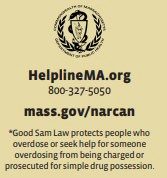 HelplineMA.org
800-327-5050
mass.gov/narcan
*Good Sam Law protects people who
overdose or seek help for someone
overdosing from being charged or
prosecuted for simple drug possession.